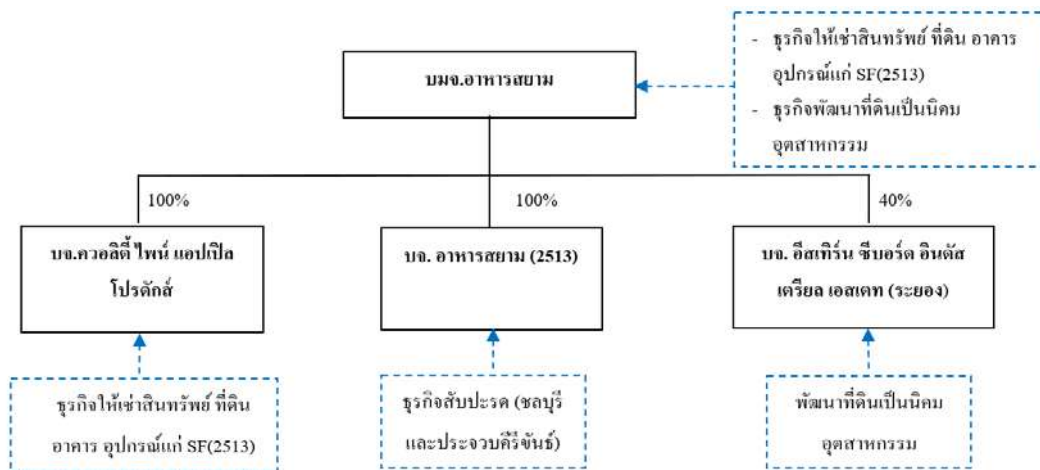 บมจ.อาหารสยาม
- ธุรกิจให้เช่าสินทรัพย์ ที่ดิน อาคาร
อุปกรณ์แก่ SF(2513)
- ธุรกิจพัฒนาที่ดินเป็นนิคม
อุตสาหกรรม
100%
100%
40%
บจ.ควอลิตี้ ไพน์ แอปเปิล
โปรดักส์
บจ. อาหารสยาม (2513)
บจ. อีสเทิร์น ซีบอร์ด อินดัส
เตรียล เอสเตท (ระยอง)
ธุรกิจให้เช่าสินทรัพย์ ที่ดิน
อาคาร อุปกรณ์แก่ SF(2513)
ธุรกิจสับปะรด (ชลบุรี
และประจวบคีรีขันธ์)
พัฒนาที่ดินเป็นนิคม
อุตสาหกรรม